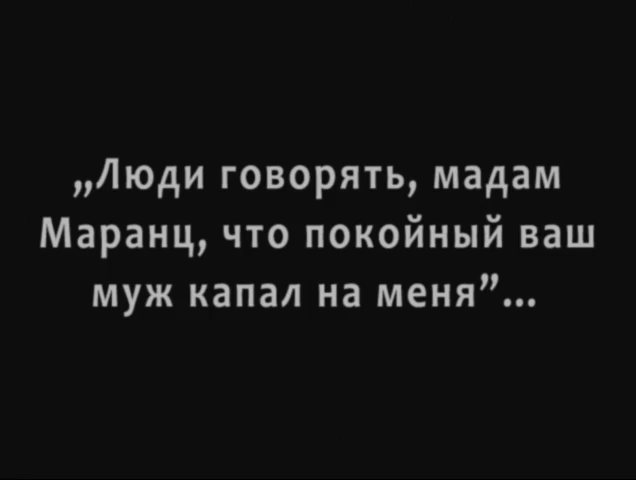 „Люди говорять, мадам
Маранц, что покойный ваш
муж капал на меня”...